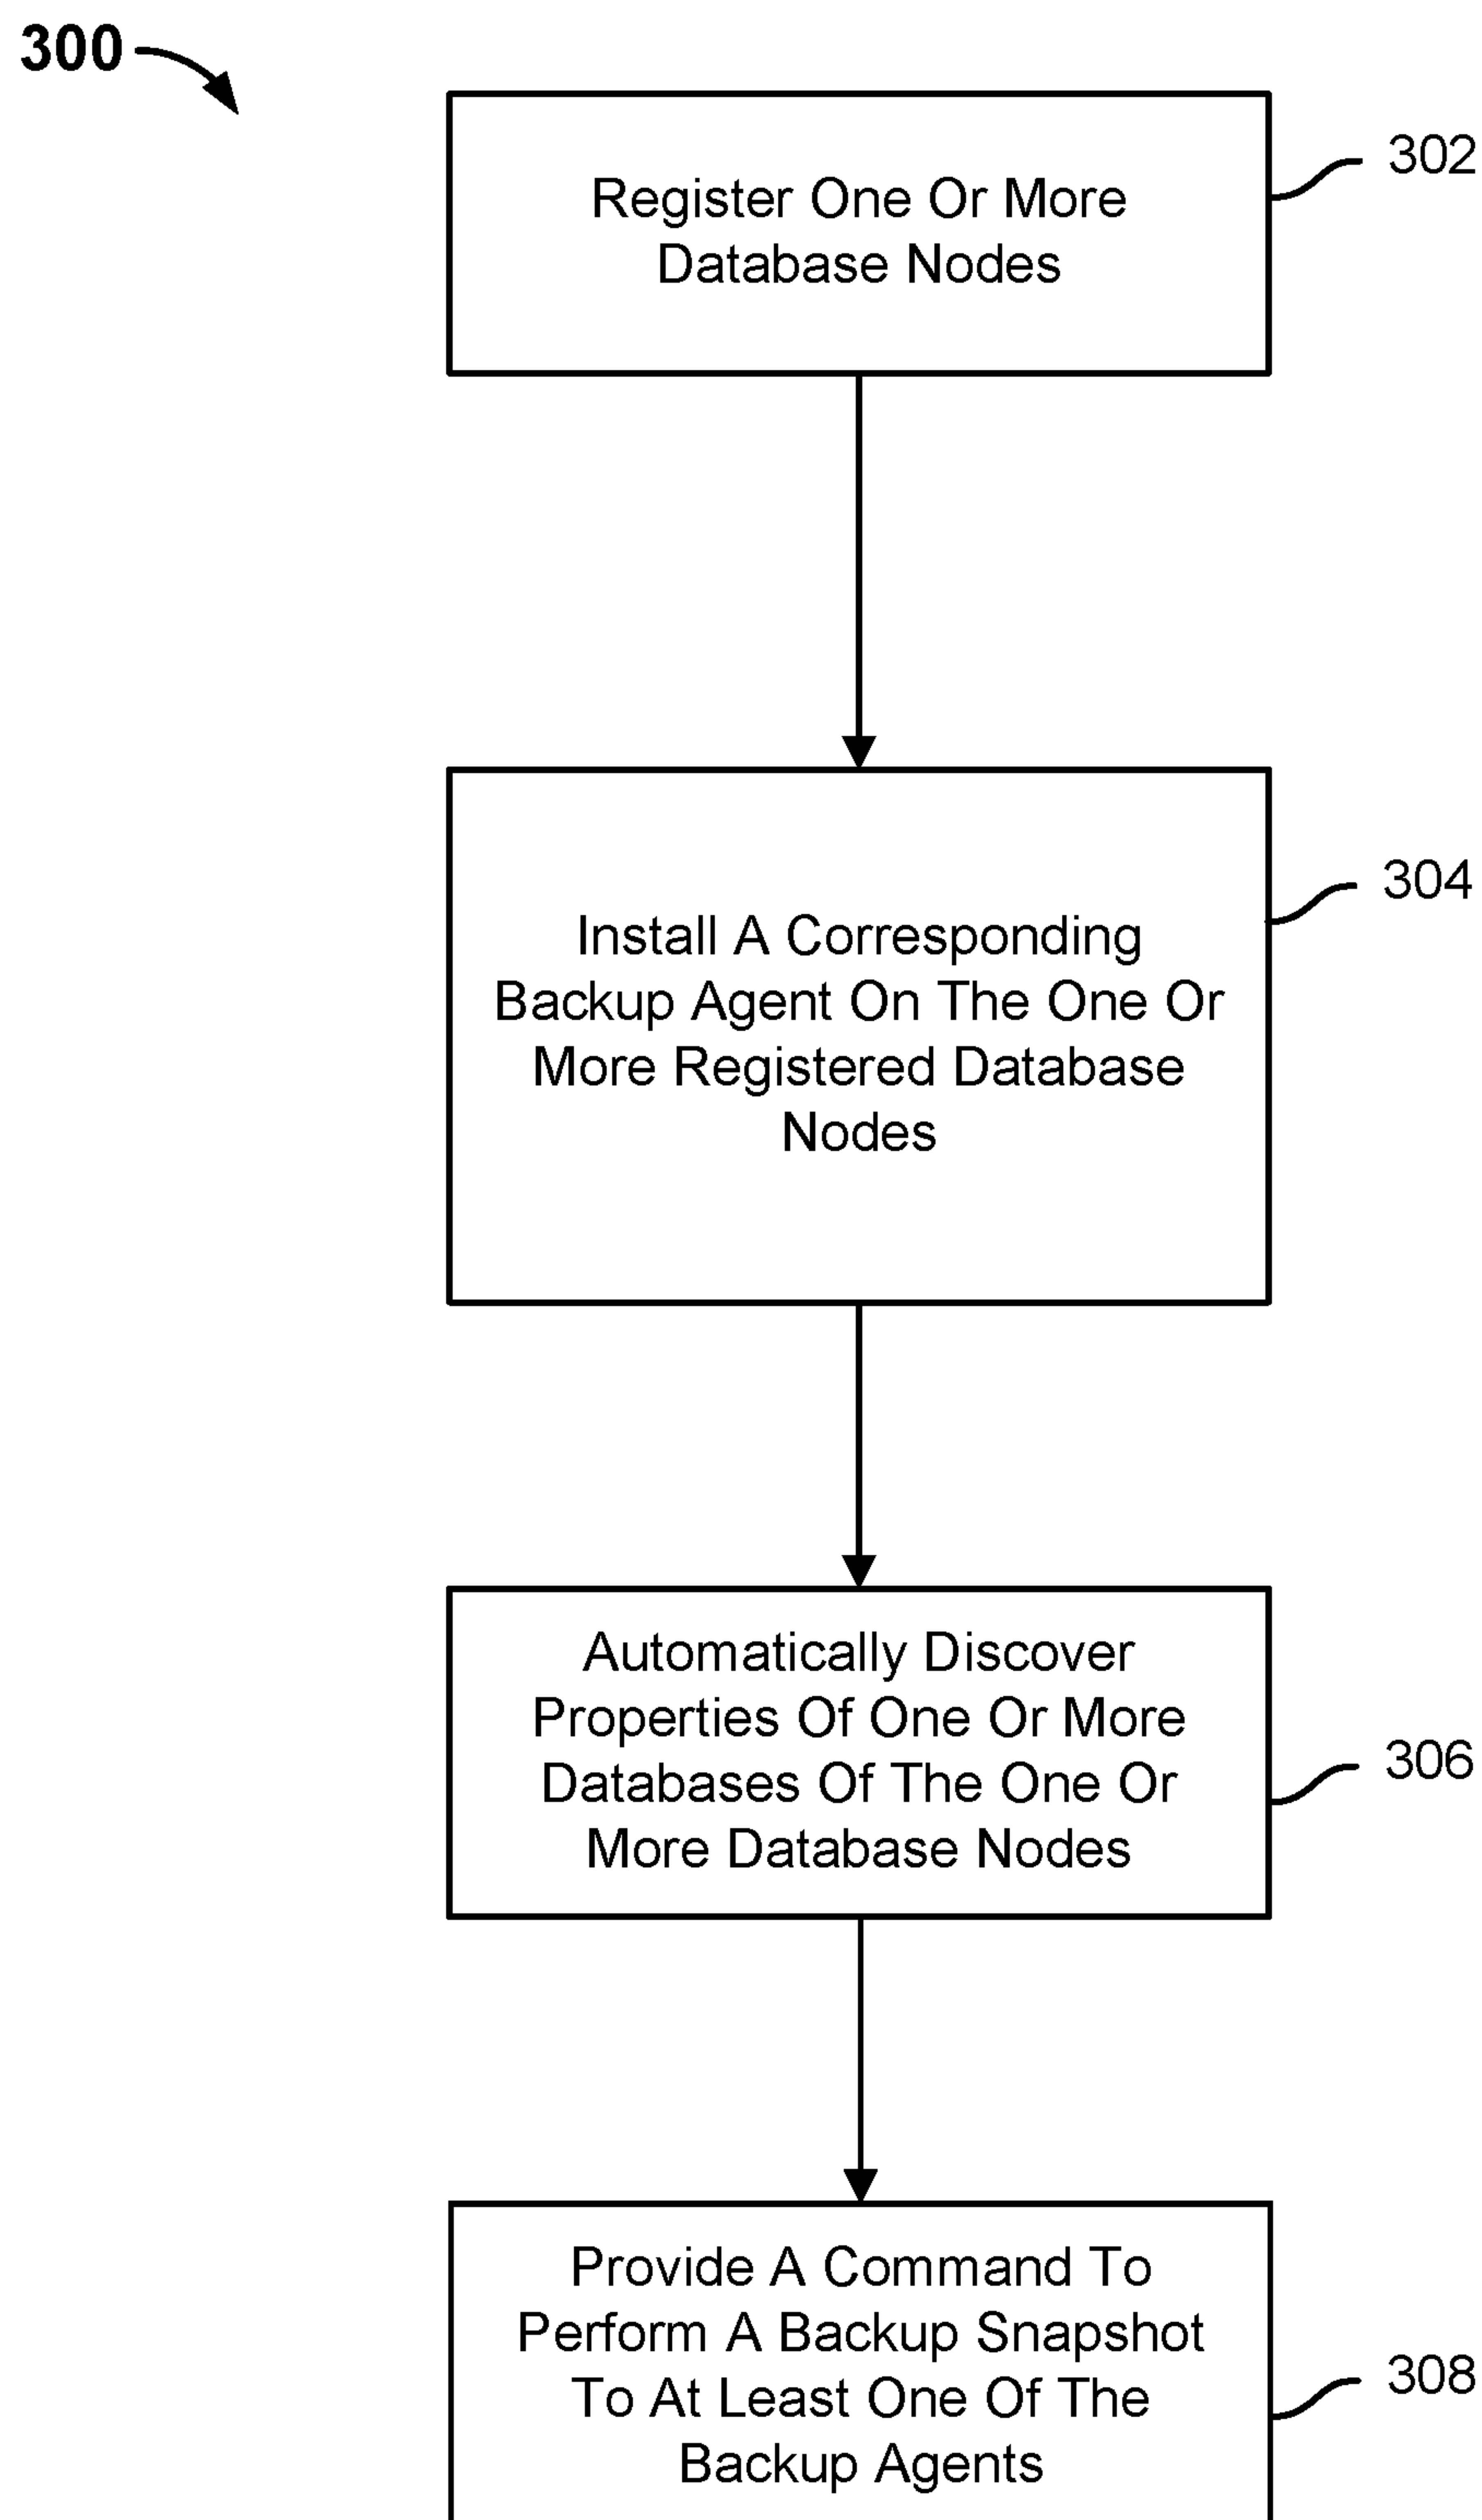 300
302
Register One Or More
Database Nodes
304
Install A Corresponding
Backup Agent On The One Or
More Registered Database
Nodes
Automatically Discover
Properties Of One Or More
306
Databases Of The One Or
More Database Nodes
Provide A Command To
Perform A Backup Snapshot
308
To At Least One Of The
Backup Agents